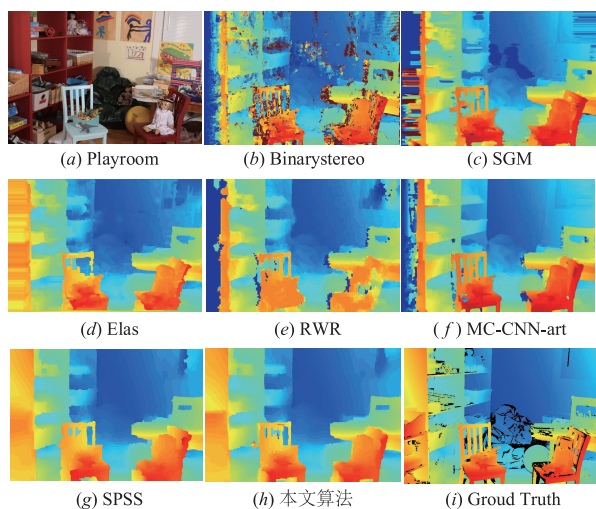 (a) Playroom
(b) Binarystereo
(c) SGM
(d) Elas
(e) RWR
(f) MC-CNN-art
(g) SPSS
(h) 本文算法
(i) Groud Truth